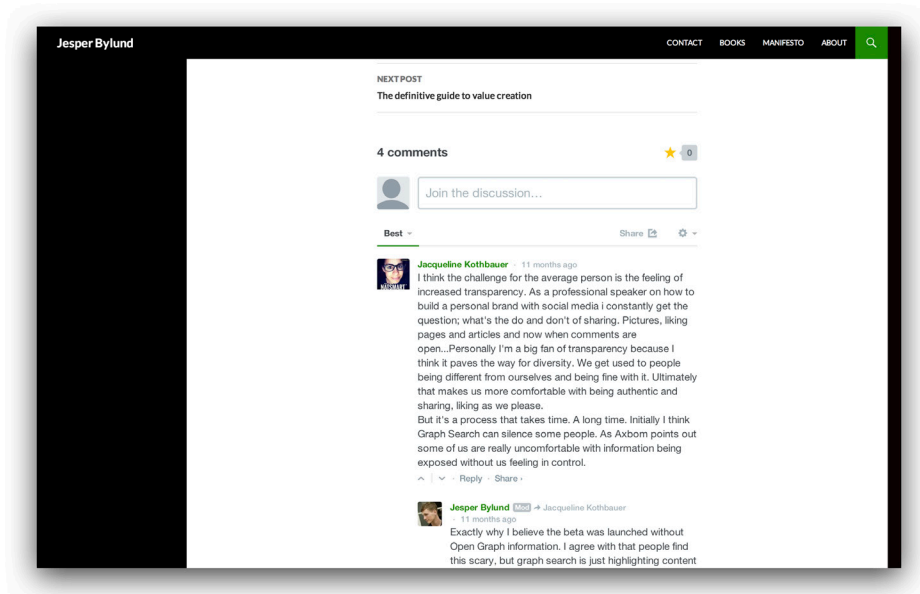 Jesper Bylund
CONTACT BOOKS MANIFESTO ABOUT
NEXT POST
The definitive guide to value creation
4 comments
0
Join the discussion...
Best
Share
Jacqueline Kothbauer · 11 months ago
I think the challenge for the average person is the feeling of
increased transparency. As a professional speaker on how to
build a personal brand with social media i constantly get the
question; what's the do and don't of sharing. Pictures, liking
pages and articles and now when comments are
open...Personally I'm a big fan of transparency because I
think it paves the way for diversity. We get used to people
being different from ourselves and being fine with it. Ultimately
that makes us more comfortable with being authentic and
sharing, liking as we please.
But it's a process that takes time. A long time. Initially I think
Graph Search can silence some people. As Axbom points out
some of us are really uncomfortable with information being
exposed without us feeling in control.
· Reply · Share ›
Jesper Bylund Mod Jacqueline Kothbauer
· 11 months ago
Exactly why I believe the beta was launched without
Open Graph information. I agree with that people find
this scary, but graph search is just highlighting content